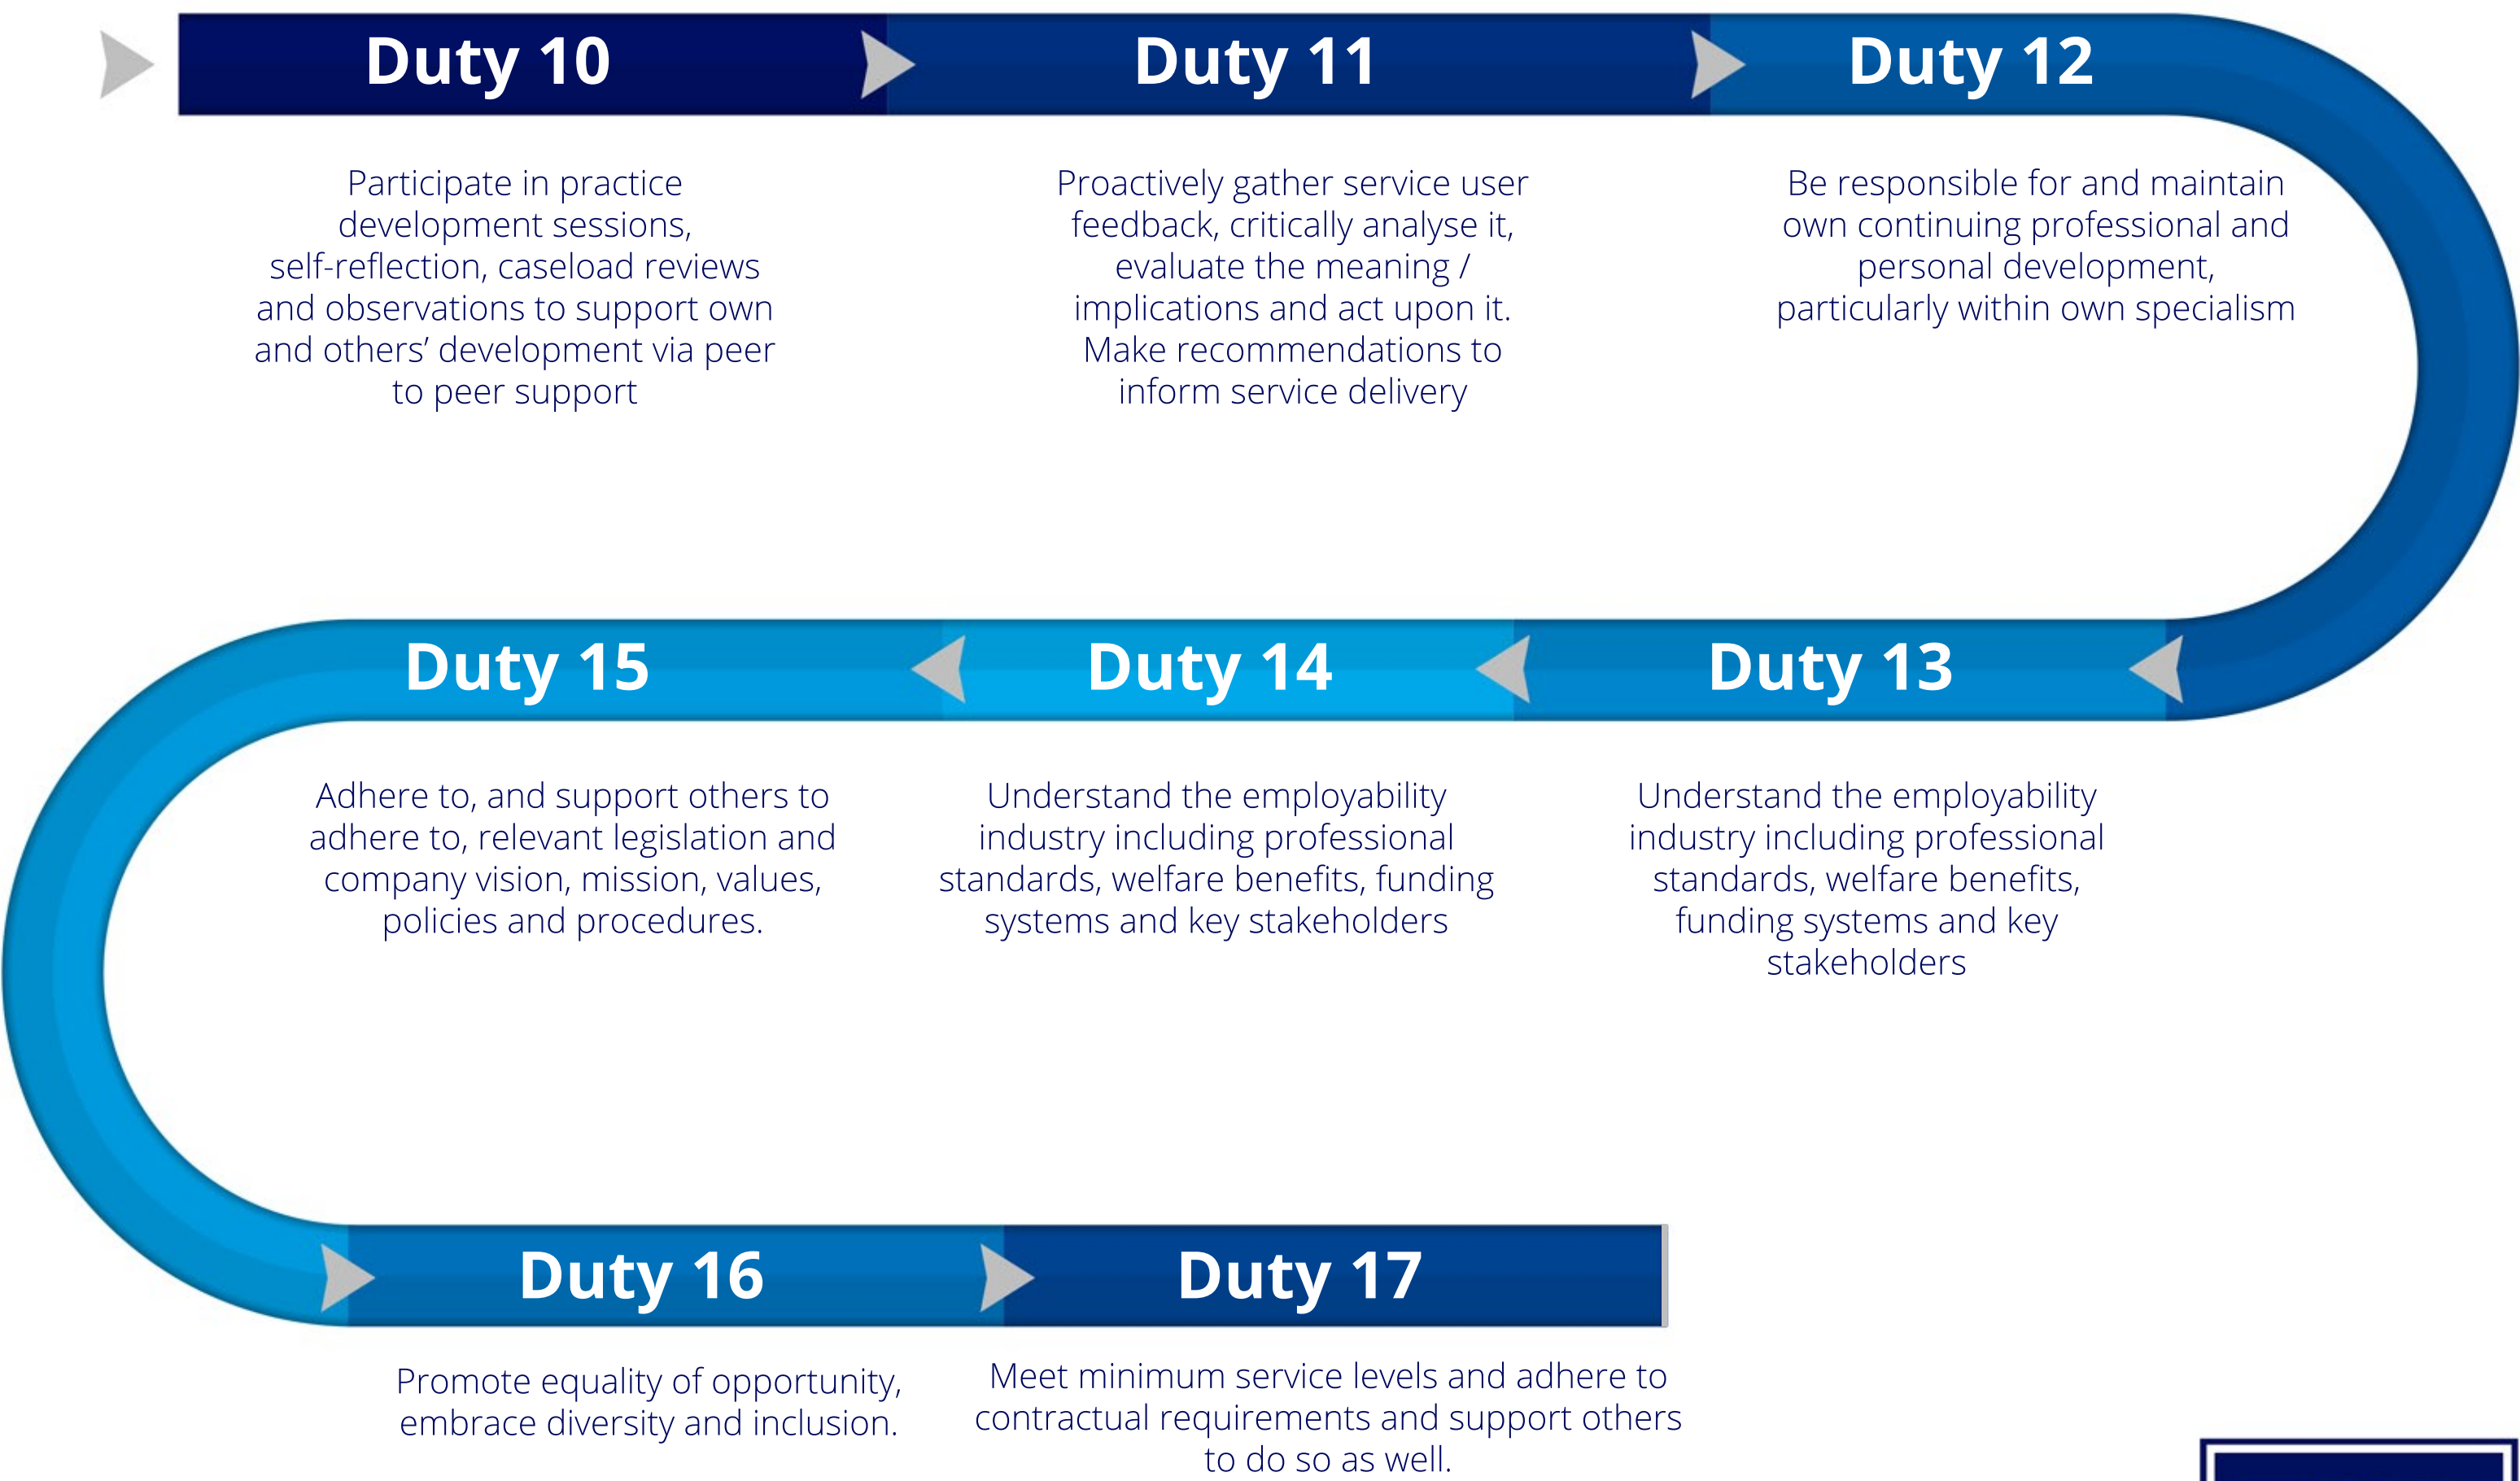 Duty 10
Participate in practice
development sessions,
self-reflection, caseload reviews
and observations to support own
and others’ development via peer
to peer support
Duty 11
Proactively gather service user
feedback, critically analyse it,
evaluate the meaning /
implications and act upon it.
Make recommendations to
inform service delivery
Duty 12
Be responsible for and maintain
own continuing professional and
personal development,
particularly within own specialism
Duty 13
Understand the employability
industry including professional
standards, welfare benefits,
funding systems and key
stakeholders
Duty 14
Understand the employability
industry including professional
standards, welfare benefits, funding
systems and key stakeholders
Duty 15
Adhere to, and support others to
adhere to, relevant legislation and
company vision, mission, values,
policies and procedures.
Duty 16
Promote equality of opportunity,
embrace diversity and inclusion.
Duty 17
Meet minimum service levels and adhere to
contractual requirements and support others
to do so as well.